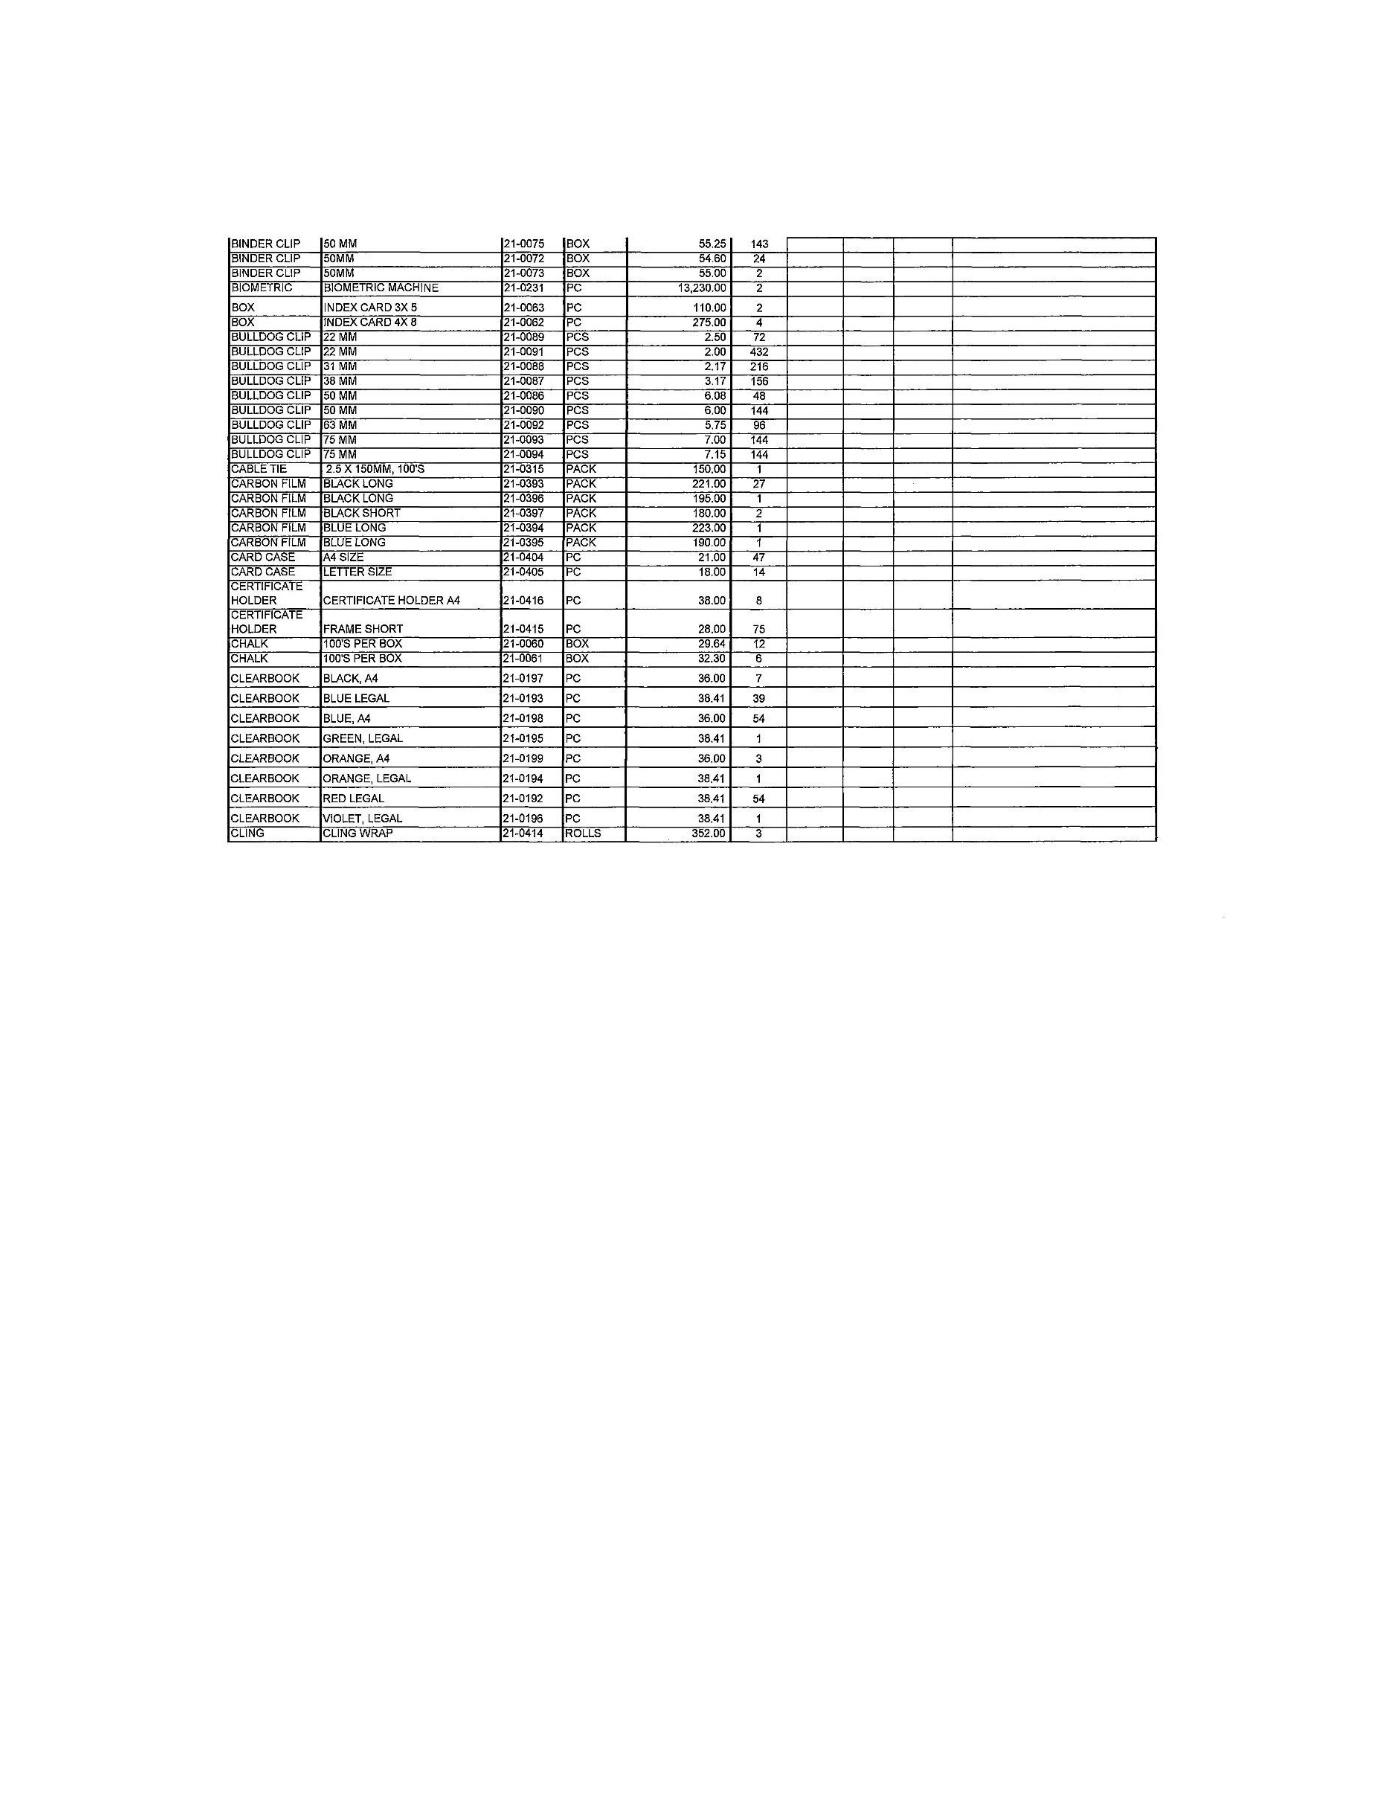 BINDER CLIP 50 MM 21-0075 BOX 55.25 143
BINDER CLIP 50MM 21-0072 BOX 54.60 24
BINDER CLIP 50MM 21-0073 BOX 55.00 2
BIOMETRIC BIOMETRIC MACHINE 21-0231 PC 13,230.00 2
BOX INDEX CARD 3X 5 21-0063 PC 110.00 2
BOX INDEX CARD 4X 8 21-0062 PC 275.00 4
BULLDOG CLIP 22 MM 21-0089 PCS 2.50 72
BULLDOG CLIP 22 MM 21-0091 PCS 2.00 432
BULLDOG CLIP 31 MM 21-0088 PCS 2.17 216
BULLDOG CLIP 38 MM 21-0087 PCS 3.17 156
BULLDOG CLIP 50 MM 21-0086 PCS 6.08 48
BULLDOG CLIP 50 MM 21-0090 PCS 6.00 144
BULLDOG CLIP 63 MM 21-0092 PCS 5.75 96
BULLDOG CLIP 75 MM 21-0093 PCS 7.00 144
BULLDOG CLIP 75 MM 21-0094 PCS 7.15 144
CABLE TIE 2.5 X 150MM, 100'S 21-0315 PACK 150.00 1
CARBON FILM BLACK LONG 21-0393 PACK 221.00 27
CARBON FILM BLACK LONG 21-0396 PACK 195.00 1
CARBON FILM BLACK SHORT 21-0397 PACK 180.00 2
CARBON FILM BLUE LONG 21-0394 PACK 223.00 1
CARBON FILM BLUE LONG 21-0395 PACK 190.00 1
CARD CASE A4 SIZE 21-0404 PC 21.00 47
CARD CASE LETTER SIZE 21-0405 PC 18.00 14
CERTIFICATE
HOLDER CERTIFICATE HOLDER A4 21-0416 PC 38.00 8
CERTIFICATE
HOLDER FRAME SHORT 21-0415 PC 28.00 75
CHALK 100'S PER BOX 21-0060 BOX 29.64 12
CHALK 100'S PER BOX 21-0061 BOX 32.30 6
CLEARBOOK BLACK, A4 21-0197 PC 36.00 7
CLEARBOOK BLUE LEGAL 21-0193 PC 38.41 39
CLEARBOOK BLUE, A4 21-0198 PC 36.00 54
CLEARBOOK GREEN, LEGAL 21-0195 PC 38.41 1
CLEARBOOK ORANGE, A4 21-0199 PC 36.00 3
CLEARBOOK ORANGE, LEGAL 21-0194 PC 38.41 1
CLEARBOOK RED LEGAL 21-0192 PC 38.41 54
CLEARBOOK VIOLET, LEGAL 21-0196 PC 38.41 1
CLING CLING WRAP 21-0414 ROLLS 352.00 3